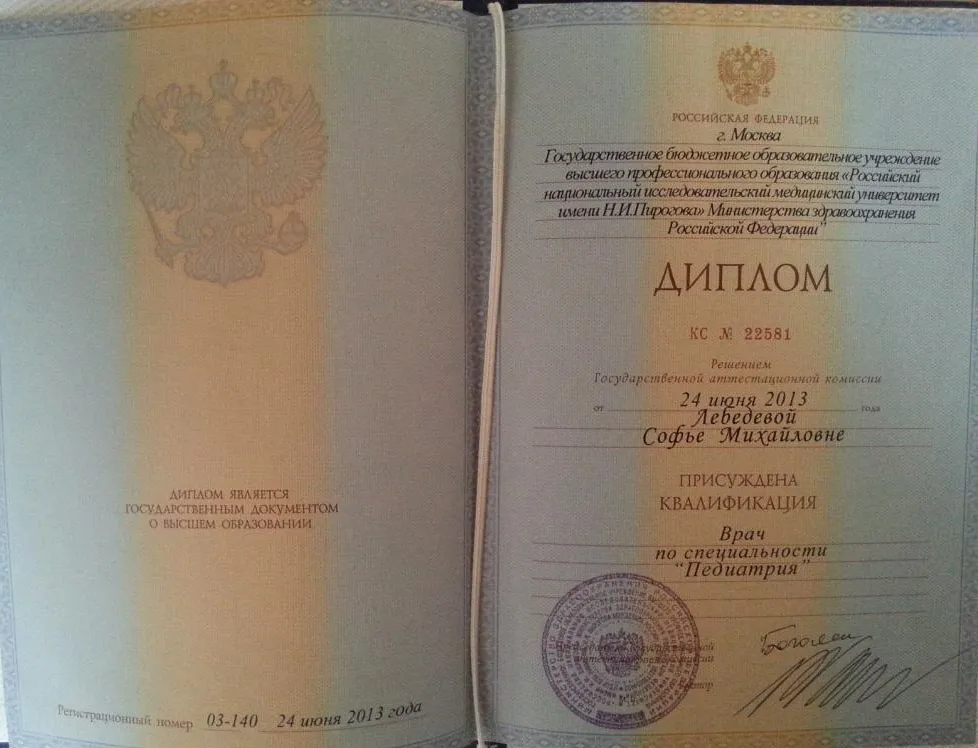 ДИПЛОМ ЯВЛЯЕТСЯ
ГОСУДАРСТВЕННЫМ ДОКУМЕНТОМ
О ВЫСШЕМ ОБРАЗОВАНИИ
Регистрационный номер 03-140 24 июня 2013 года
РОССИЙСКАЯ ФЕДЕРАЦИЯ
г. Москва
Государственное бюджетное образовательное учреждение
высшего профессионального образования «Российский
национальный исследовательский медицинский университет
имени Н.И.Пирогова» Министерства здравоохранения
Российской Федерации"
ДИПЛОМ
КС № 22581
Решением
Государственной аттестационной комиссии
от 24 июня 2013 года
Лебедевой
Софье Михайловне
ПРИСУЖДЕНА
КВАЛИФИКАЦИЯ
Врач
по специальности
"Педиатрия"